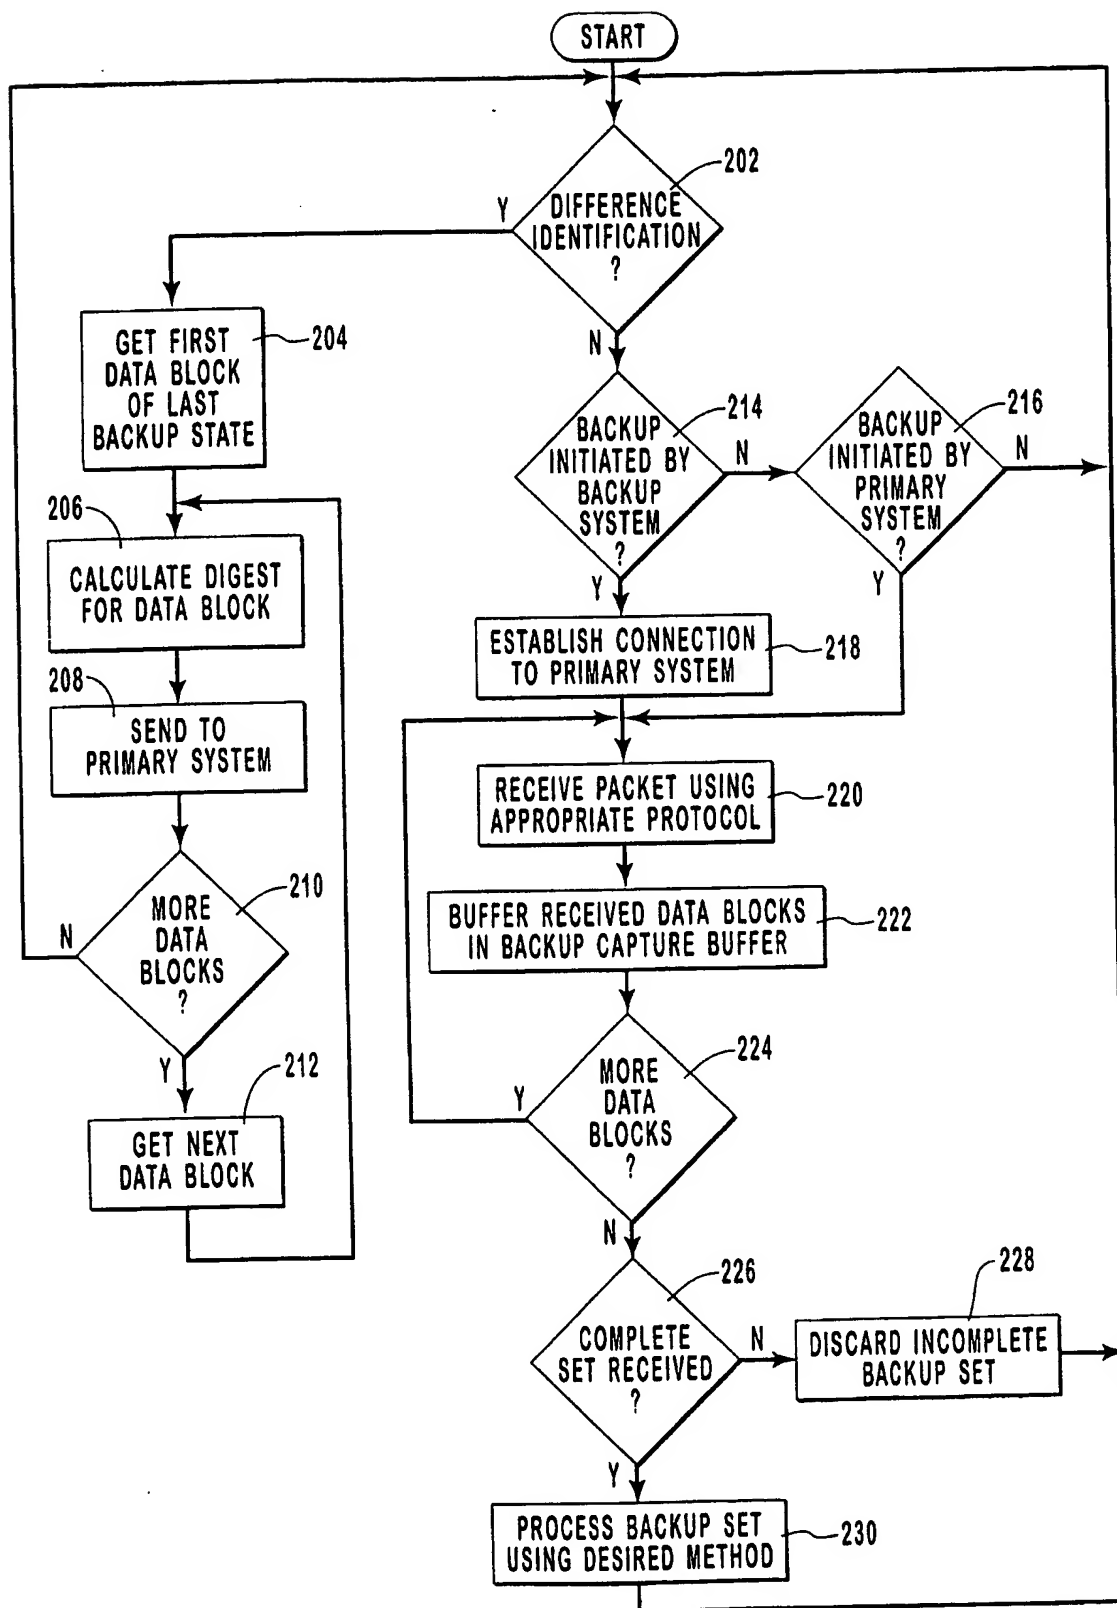 START
202
DIFFERENCE
IDENTIFICATION
?
Y
N
GET FIRST
DATA BLOCK
OF LAST
BACKUP STATE
204
BACKUP
INITIATED BY
BACKUP
SYSTEM
?
214
N
Y
BACKUP
INITIATED BY
PRIMARY
SYSTEM
?
216
N
Y
206
CALCULATE DIGEST
FOR DATA BLOCK
ESTABLISH CONNECTION
TO PRIMARY SYSTEM
218
208
SEND TO
PRIMARY SYSTEM
RECEIVE PACKET USING
APPROPRIATE PROTOCOL
220
MORE
DATA
BLOCKS
?
210
N
Y
BUFFER RECEIVED DATA BLOCKS
IN BACKUP CAPTURE BUFFER
222
212
GET NEXT
DATA BLOCK
MORE
DATA
BLOCKS
?
224
Y
N
226
COMPLETE
SET RECEIVED
?
N
Y
228
DISCARD INCOMPLETE
BACKUP SET
PROCESS BACKUP SET
USING DESIRED METHOD
230